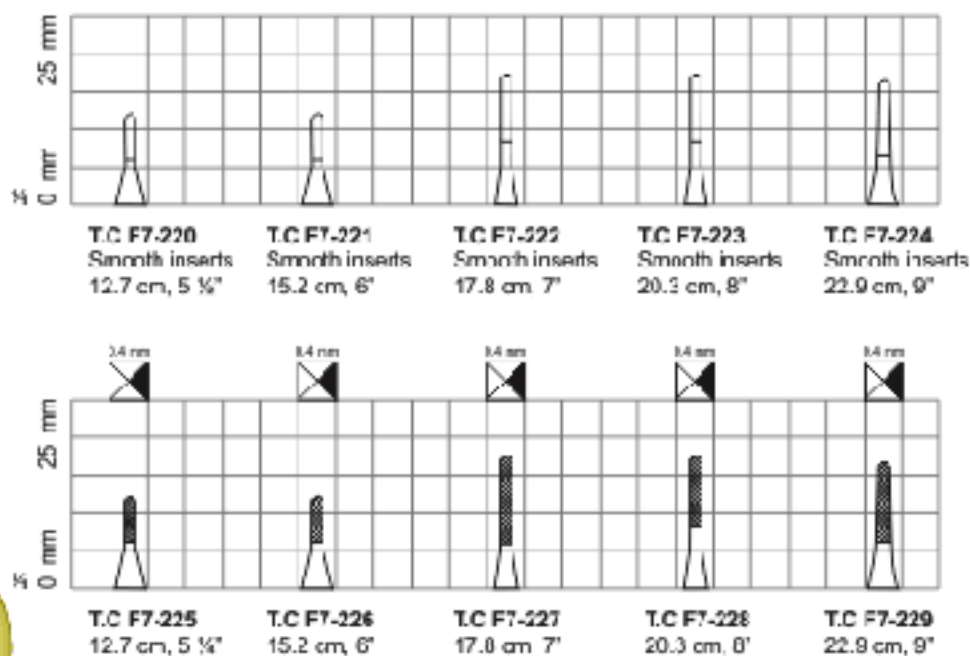 25 mm
0 mm
T.C F7-220
Smooth inserts
12.7 cm, 5 ½"
T.C F7-221
Smooth inserts
15.2 cm, 6"
T.C F7-222
Smooth inserts
17.8 cm 7"
T.C F7-223
Smooth inserts
20.3 cm, 8"
T.C F7-224
Smooth inserts
22.9 cm, 9"
0.4 mm
0.4 mm
0.4 mm
0.4 mm
0.4 mm
25 mm
0 mm
T.C F7-225
12.7 cm, 5
T.C F7-226
15.2 cm, 6"
T.C F7-227
17.8 cm 7"
T.C F7-228
20.3 cm, 8"
T.C F7-229
22.9 cm, 9"